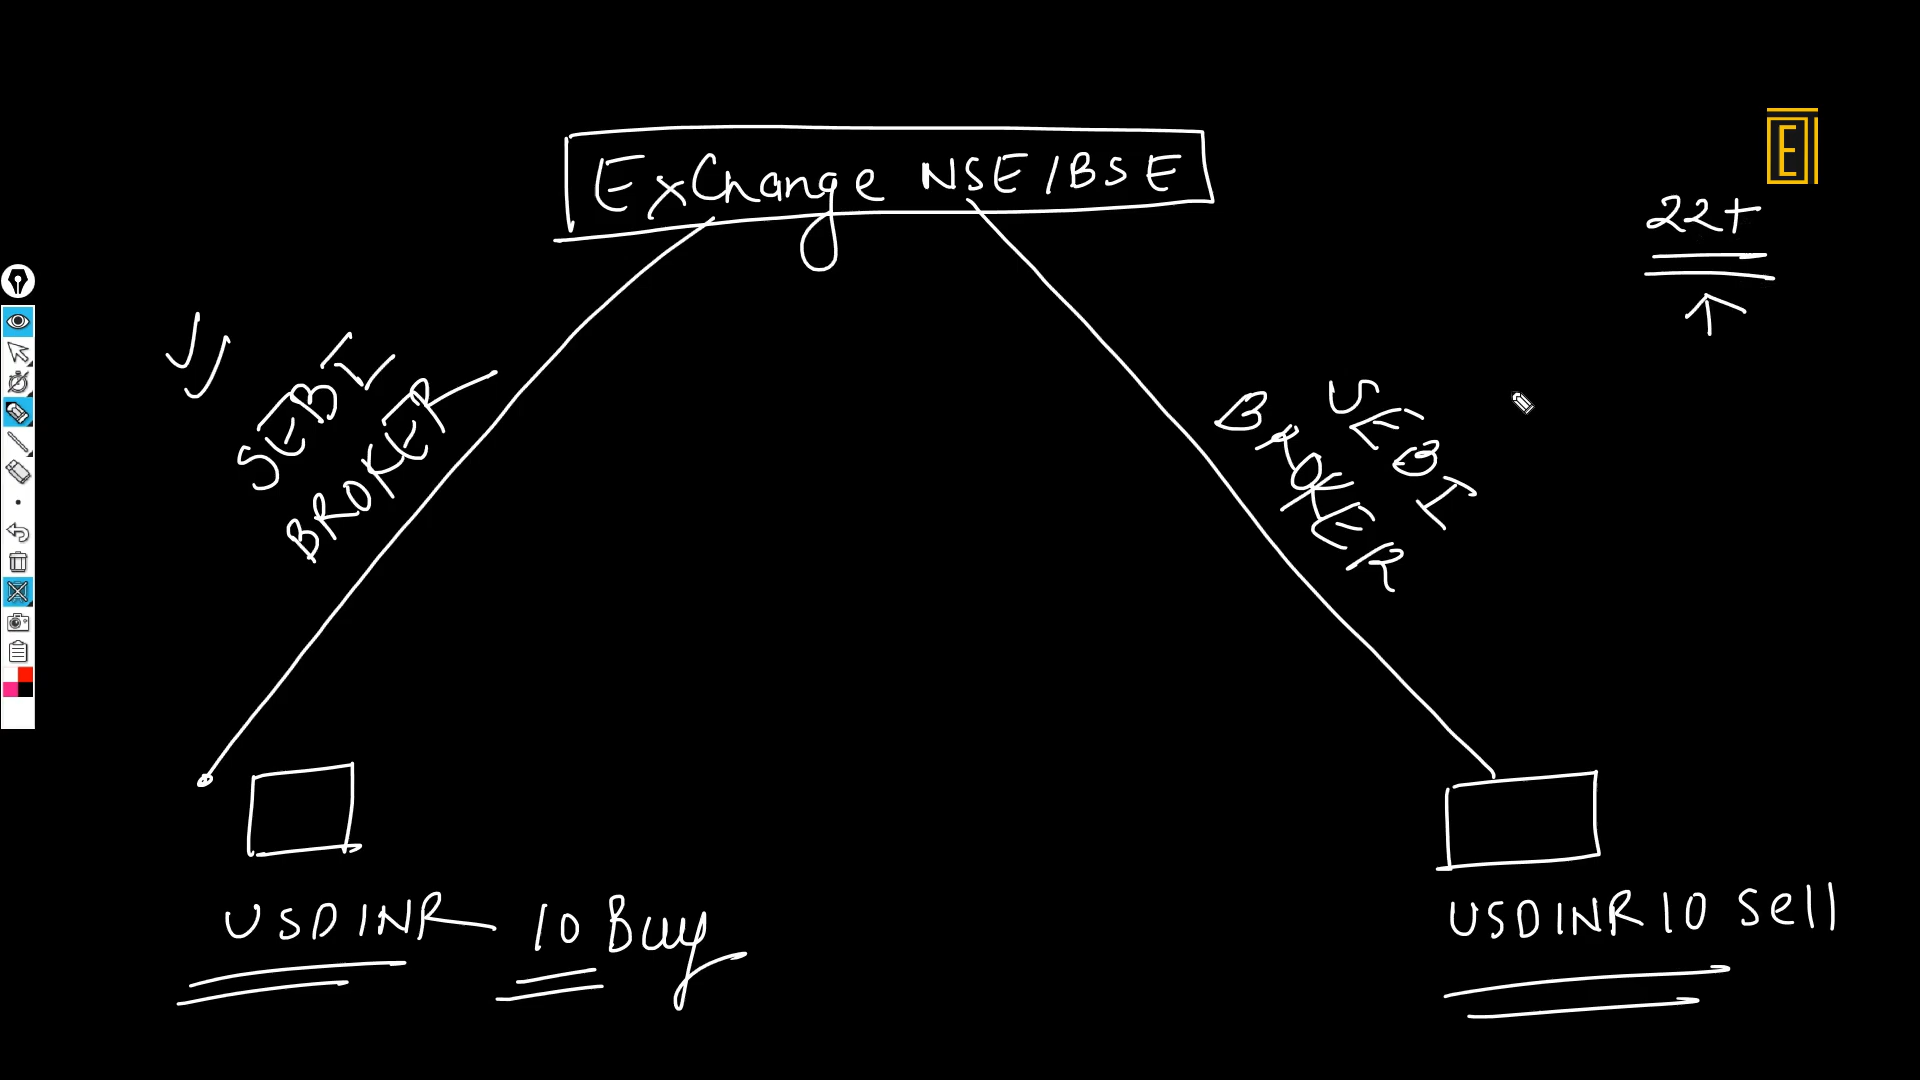 Exchange NSE/BSE
E
22+
SEBI
BROKER
SEBI
BROKER
USDINR 10 Buy
USDINR 10 Sell